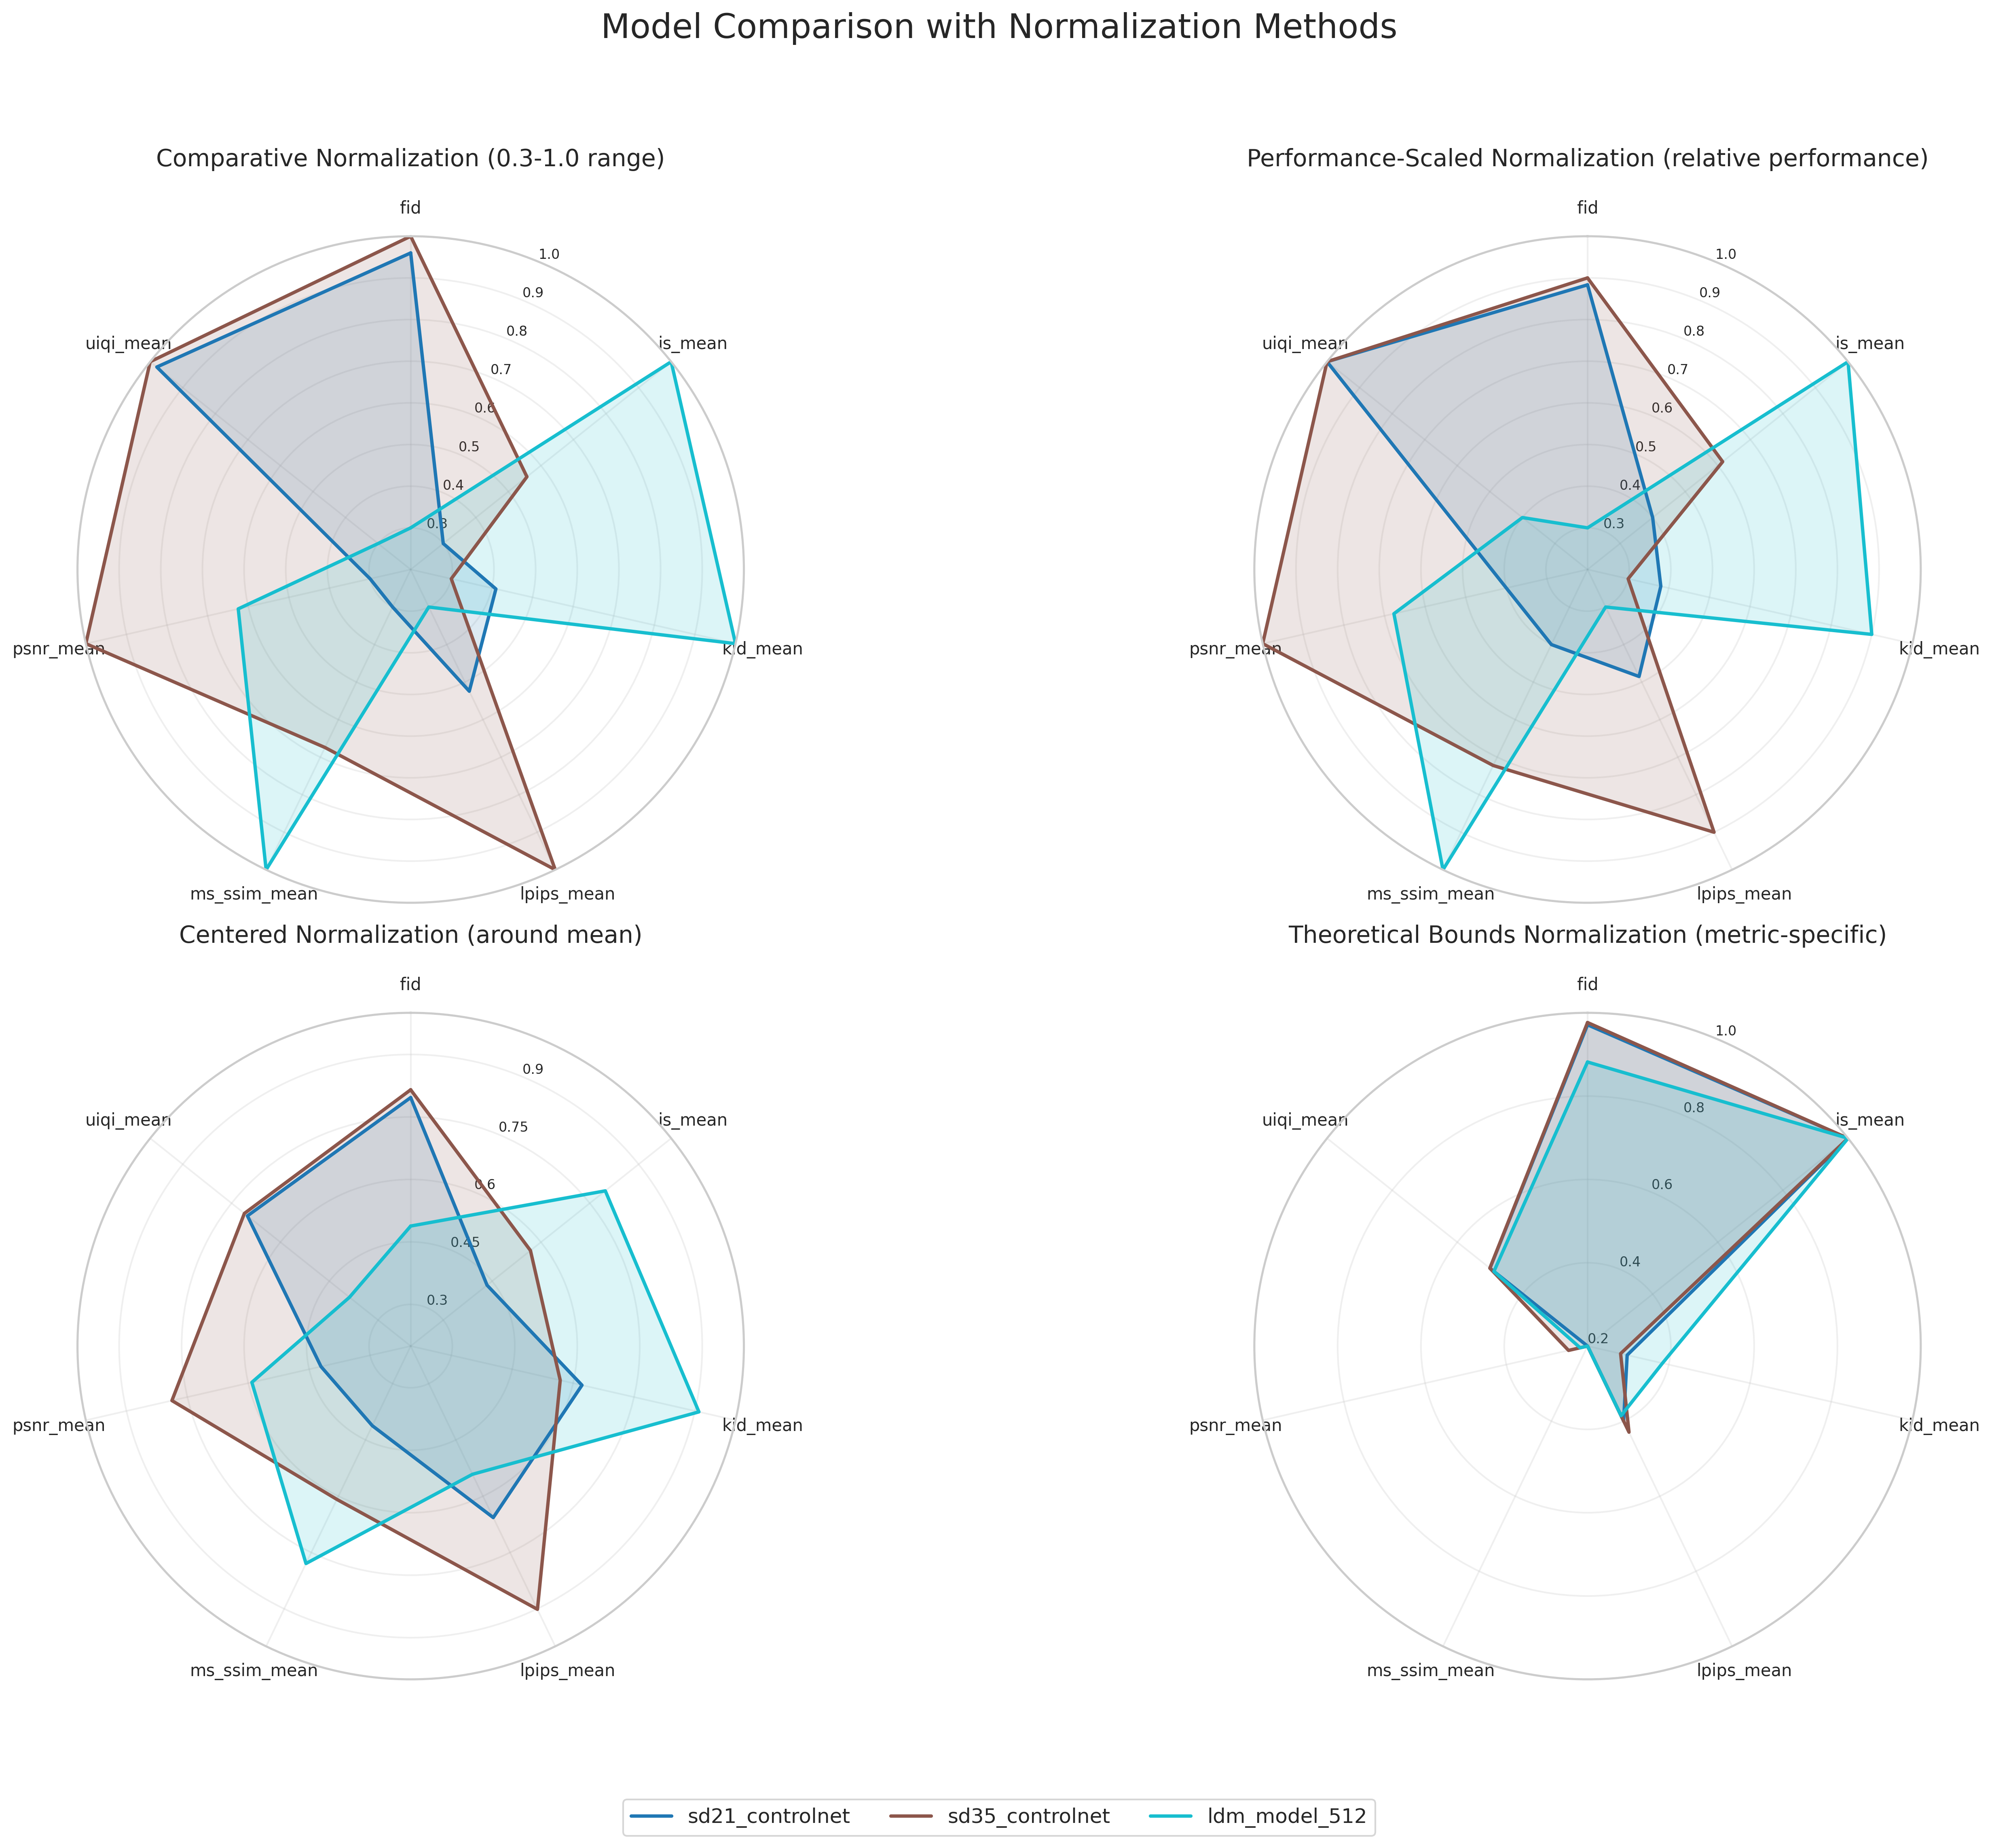 Model Comparison with Normalization Methods
Comparative Normalization (0.3-1.0 range)
fid
is_mean
kid_mean
lpips_mean
ms_ssim_mean
psnr_mean
uiqi_mean
1.0
0.9
0.8
0.7
0.6
0.5
0.4
0.3
Performance-Scaled Normalization (relative performance)
fid
is_mean
kid_mean
lpips_mean
ms_ssim_mean
psnr_mean
uiqi_mean
1.0
0.9
0.8
0.7
0.6
0.5
0.4
0.3
Centered Normalization (around mean)
fid
is_mean
kid_mean
lpips_mean
ms_ssim_mean
psnr_mean
uiqi_mean
0.9
0.75
0.6
0.45
0.3
Theoretical Bounds Normalization (metric-specific)
fid
is_mean
kid_mean
lpips_mean
ms_ssim_mean
psnr_mean
uiqi_mean
1.0
0.8
0.6
0.4
0.2
sd21_controlnet
sd35_controlnet
ldm_model_512